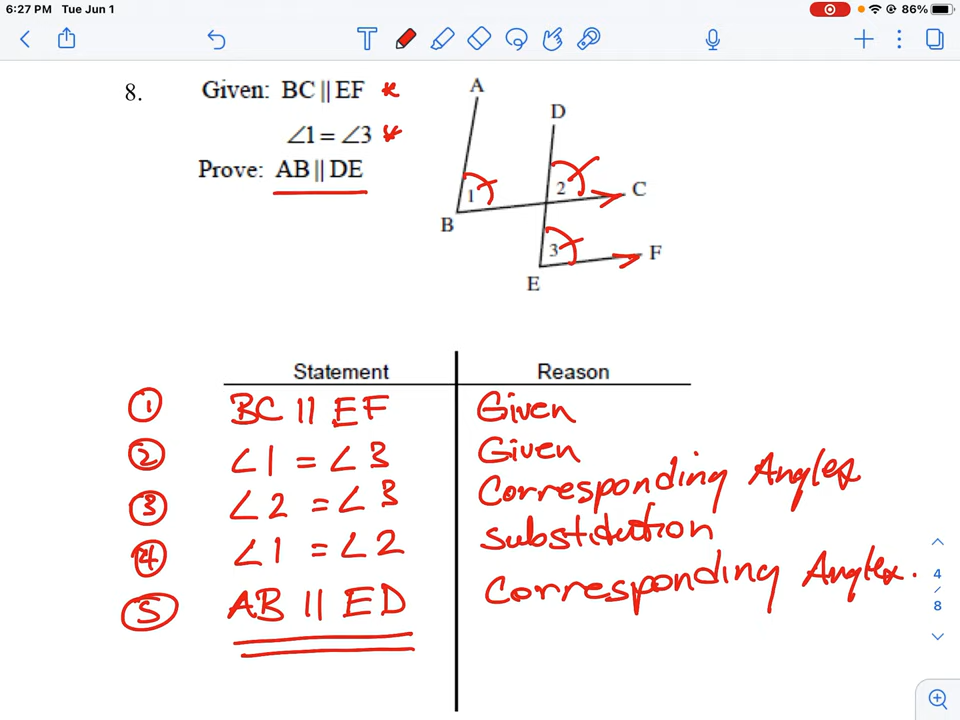 6:27 PM Tue Jun 1 86%
8. Given: BC || EF *
∠1 = ∠3 *
Prove: AB || DE
A
D
1 2 C
B
3 F
E
Statement Reason
① BC || EF Given
② ∠1 = ∠3 Given
③ ∠2 = ∠3 Corresponding Angles
④ ∠1 = ∠2 substitution
⑤ AB || ED Corresponding Angles.
4
/
8